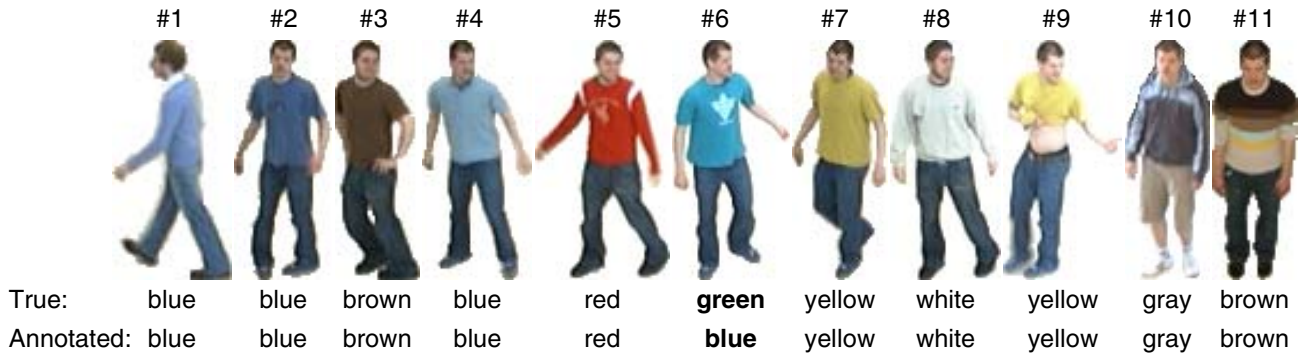 #1 #2 #3 #4 #5 #6 #7 #8 #9 #10 #11
True: blue blue brown blue red green yellow white yellow gray brown
Annotated: blue blue brown blue red blue yellow white yellow gray brown